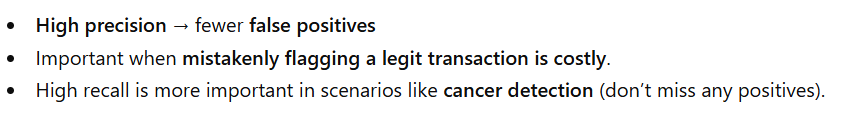 • High precision → fewer false positives
• Important when mistakenly flagging a legit transaction is costly.
• High recall is more important in scenarios like cancer detection (don’t miss any positives).